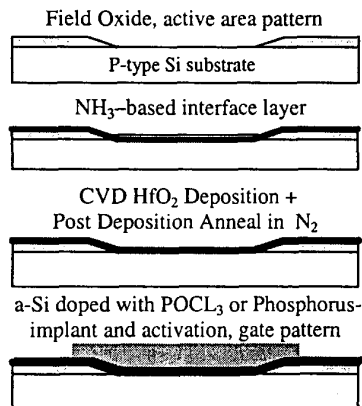 Field Oxide, active area pattern
P-type Si substrate
NH₃–based interface layer
CVD HfO₂ Deposition +
Post Deposition Anneal in N₂
a-Si doped with POCL₃ or Phosphorus-
implant and activation, gate pattern